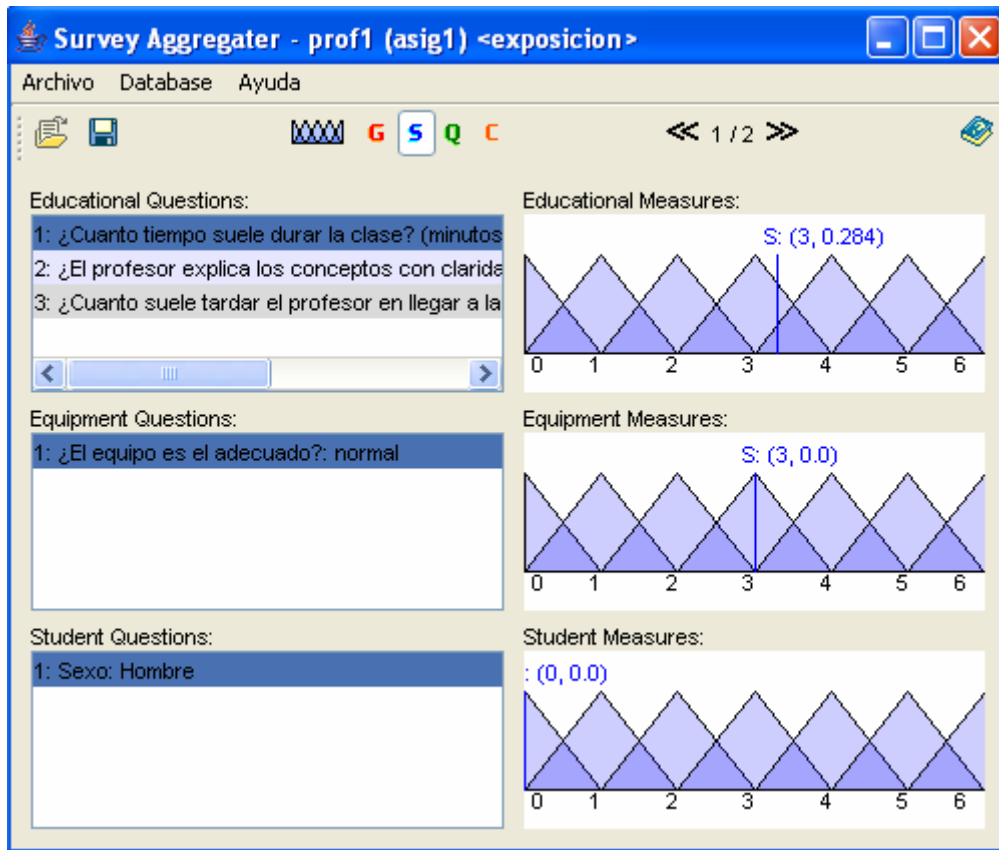 Survey Aggregater - prof1 (asig1) <exposicion>
Archivo Database Ayuda
G S Q C 1 / 2
Educational Questions:
1: ¿Cuanto tiempo suele durar la clase? (minutos
2: ¿El profesor explica los conceptos con clarida
3: ¿Cuanto suele tardar el profesor en llegar a la
Educational Measures:
S: (3, 0.284)
0 1 2 3 4 5 6
Equipment Questions:
1: ¿El equipo es el adecuado?: normal
Equipment Measures:
S: (3, 0.0)
0 1 2 3 4 5 6
Student Questions:
1: Sexo: Hombre
Student Measures:
: (0, 0.0)
0 1 2 3 4 5 6